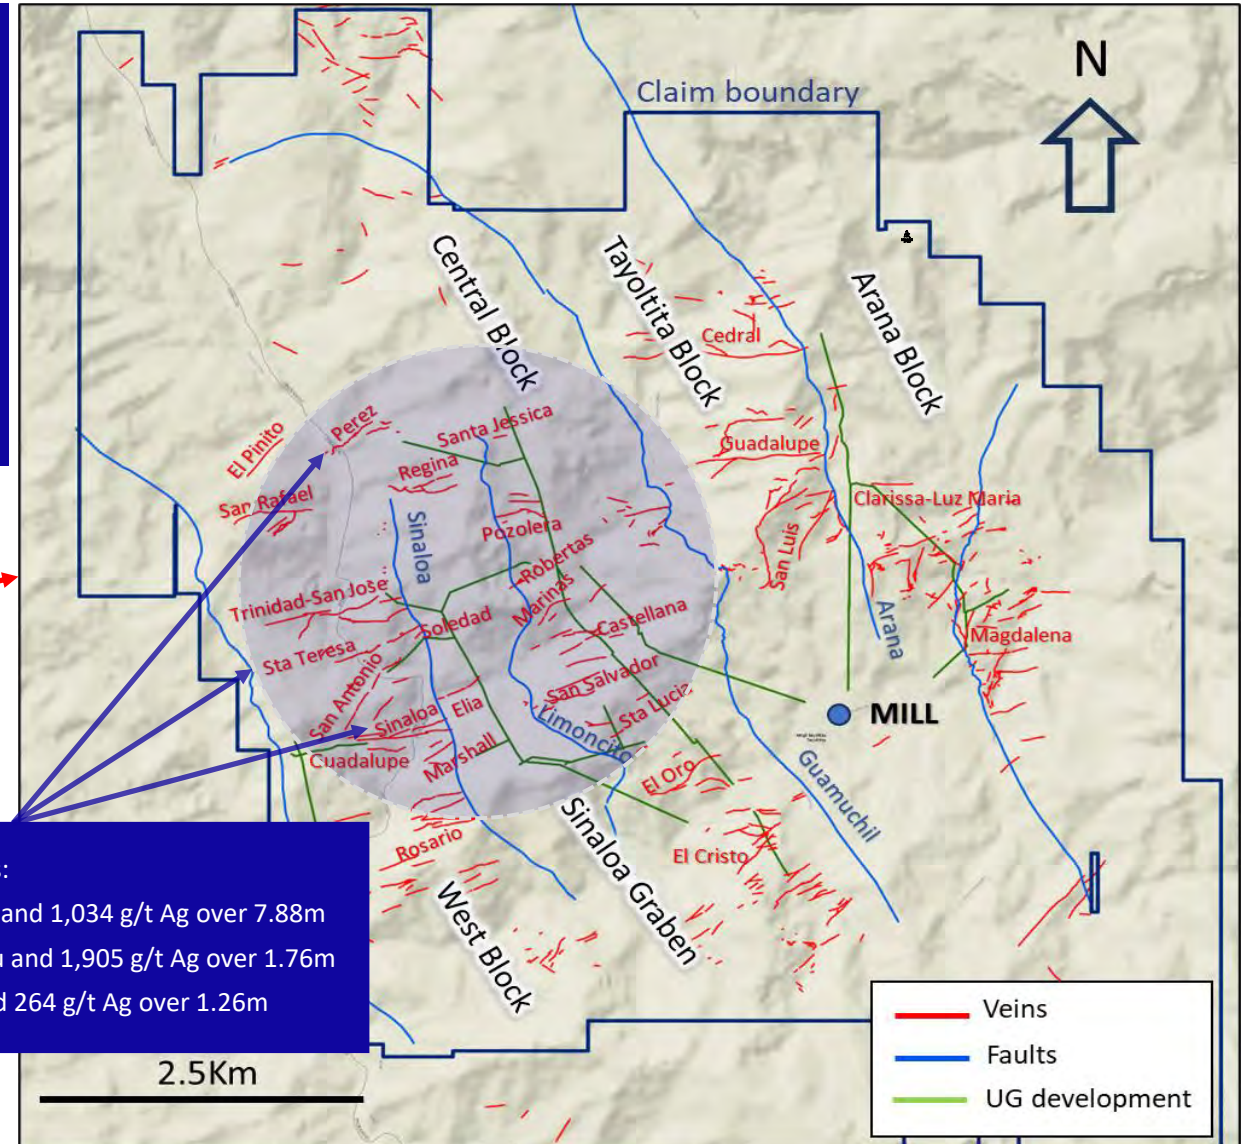 N
Claim boundary
Central Block
Tayoltita Block
Arana Block
Cedral
Perez
Santa Jessica
El Pinito
Guadalupe
Regina
San Rafael
Clarissa-Luz Maria
Sinaloa
Pozolera
San Luis
Robertas
Trinidad-San Jose
Marinas
Soledad
Castellana
Arana
Magdalena
Sta Teresa
San Antonio
San Salvador
Elia
Sinaloa
Sta Lucia
MILL
Limoncito
Cuadalupe
Marshall
El Oro
Guamuchil
Sinaloa Graben
Rosario
El Cristo
West Block
s:
and 1,034 g/t Ag over 7.88m
u and 1,905 g/t Ag over 1.76m
d 264 g/t Ag over 1.26m
2.5Km
Veins
Faults
UG development